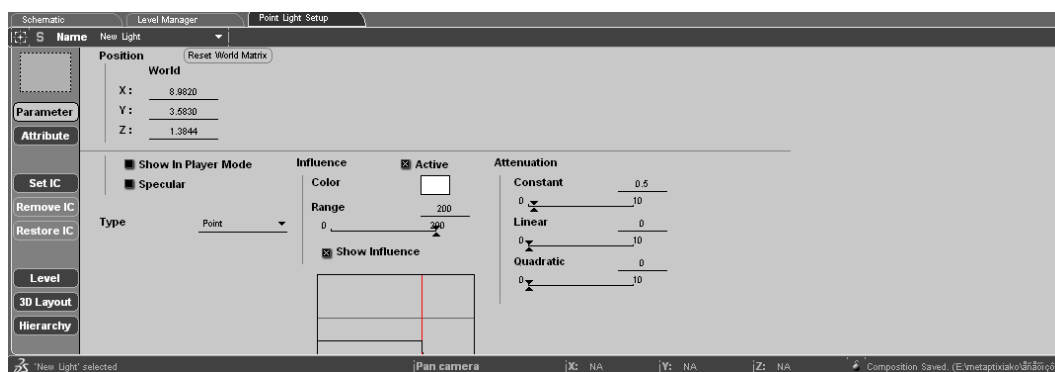 Schematic Level Manager Point Light Setup
S Name New Light
Position Reset World Matrix
World
X: 8.9820
Parameter Y: 3.5830
Attribute Z: 1.3844
Show In Player Mode Influence Active Attenuation
Set IC Specular Color Constant 0.5
Remove IC Range 200 0 10
Restore IC Type Point 0 200 Linear 0
0 10
Show Influence Quadratic 0
Level 0 10
3D Layout
Hierarchy
'New Light' selected Pan camera X: NA Y: NA Z: NA Composition Saved. (E:\metaptixiako\